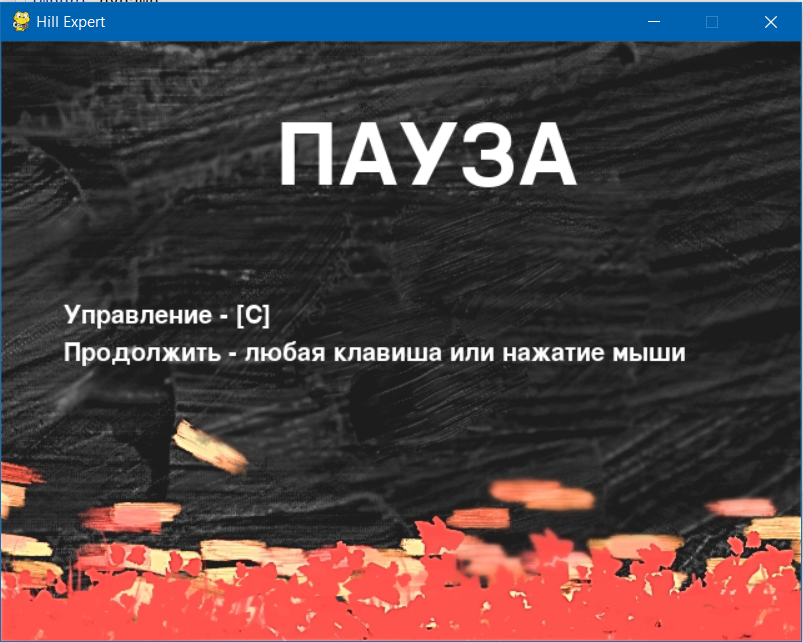 Hill Expert
ПАУЗА
Управление - [C]
Продолжить - любая клавиша или нажатие мыши